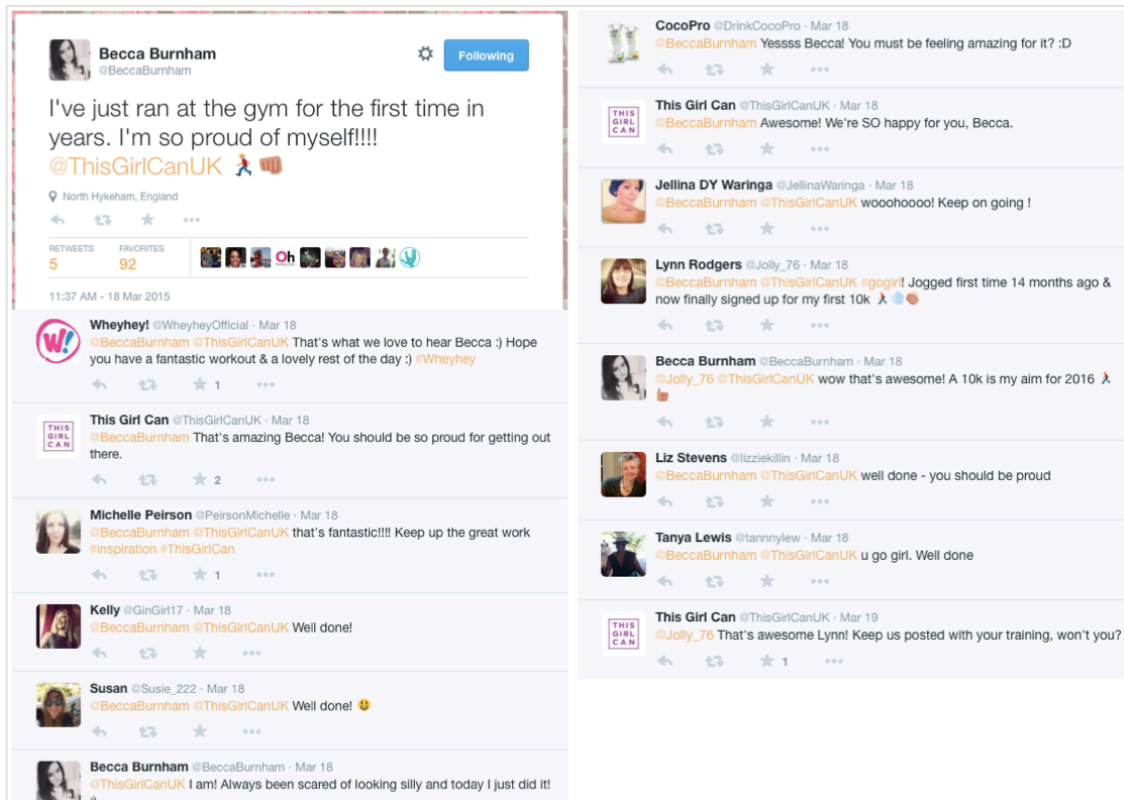 Becca Burnham
@BeccaBurnham
Following
I've just ran at the gym for the first time in
years. I'm so proud of myself!!!!
@ThisGirlCanUK 🏃👊
North Hykeham, England
RETWEETS
FAVORITES
5
92
Oh
11:37 AM - 18 Mar 2015
W!
Wheyhey! @WheyheyOfficial · Mar 18
@BeccaBurnham @ThisGirlCanUK That's what we love to hear Becca :) Hope
you have a fantastic workout & a lovely rest of the day :) #Wheyhey
1
THIS
GIRL
CAN
This Girl Can @ThisGirlCanUK · Mar 18
@BeccaBurnham That's amazing Becca! You should be so proud for getting out
there.
2
Michelle Peirson @PeirsonMichelle · Mar 18
@BeccaBurnham @ThisGirlCanUK that's fantastic!!!! Keep up the great work
#inspiration #ThisGirlCan
1
Kelly @GinGirl17 · Mar 18
@BeccaBurnham @ThisGirlCanUK Well done!
Susan @Susie_222 · Mar 18
@BeccaBurnham @ThisGirlCanUK Well done! 😃
Becca Burnham @BeccaBurnham · Mar 18
@ThisGirlCanUK I am! Always been scared of looking silly and today I just did it!
CocoPro @DrinkCocoPro · Mar 18
@BeccaBurnham Yessss Becca! You must be feeling amazing for it? :D
THIS
GIRL
CAN
This Girl Can @ThisGirlCanUK · Mar 18
@BeccaBurnham Awesome! We're SO happy for you, Becca.
Jellina DY Waringa @JellinaWaringa · Mar 18
@BeccaBurnham @ThisGirlCanUK wooohoooo! Keep on going !
Lynn Rodgers @Jolly_76 · Mar 18
@BeccaBurnham @ThisGirlCanUK #gogirl! Jogged first time 14 months ago &
now finally signed up for my first 10k 🏃💨👏
Becca Burnham @BeccaBurnham · Mar 18
@Jolly_76 @ThisGirlCanUK wow that's awesome! A 10k is my aim for 2016 🏃
👍
Liz Stevens @lizziekillin · Mar 18
@BeccaBurnham @ThisGirlCanUK well done - you should be proud
Tanya Lewis @tannnylew · Mar 18
@BeccaBurnham @ThisGirlCanUK u go girl. Well done
THIS
GIRL
CAN
This Girl Can @ThisGirlCanUK · Mar 19
@Jolly_76 That's awesome Lynn! Keep us posted with your training, won't you?
1